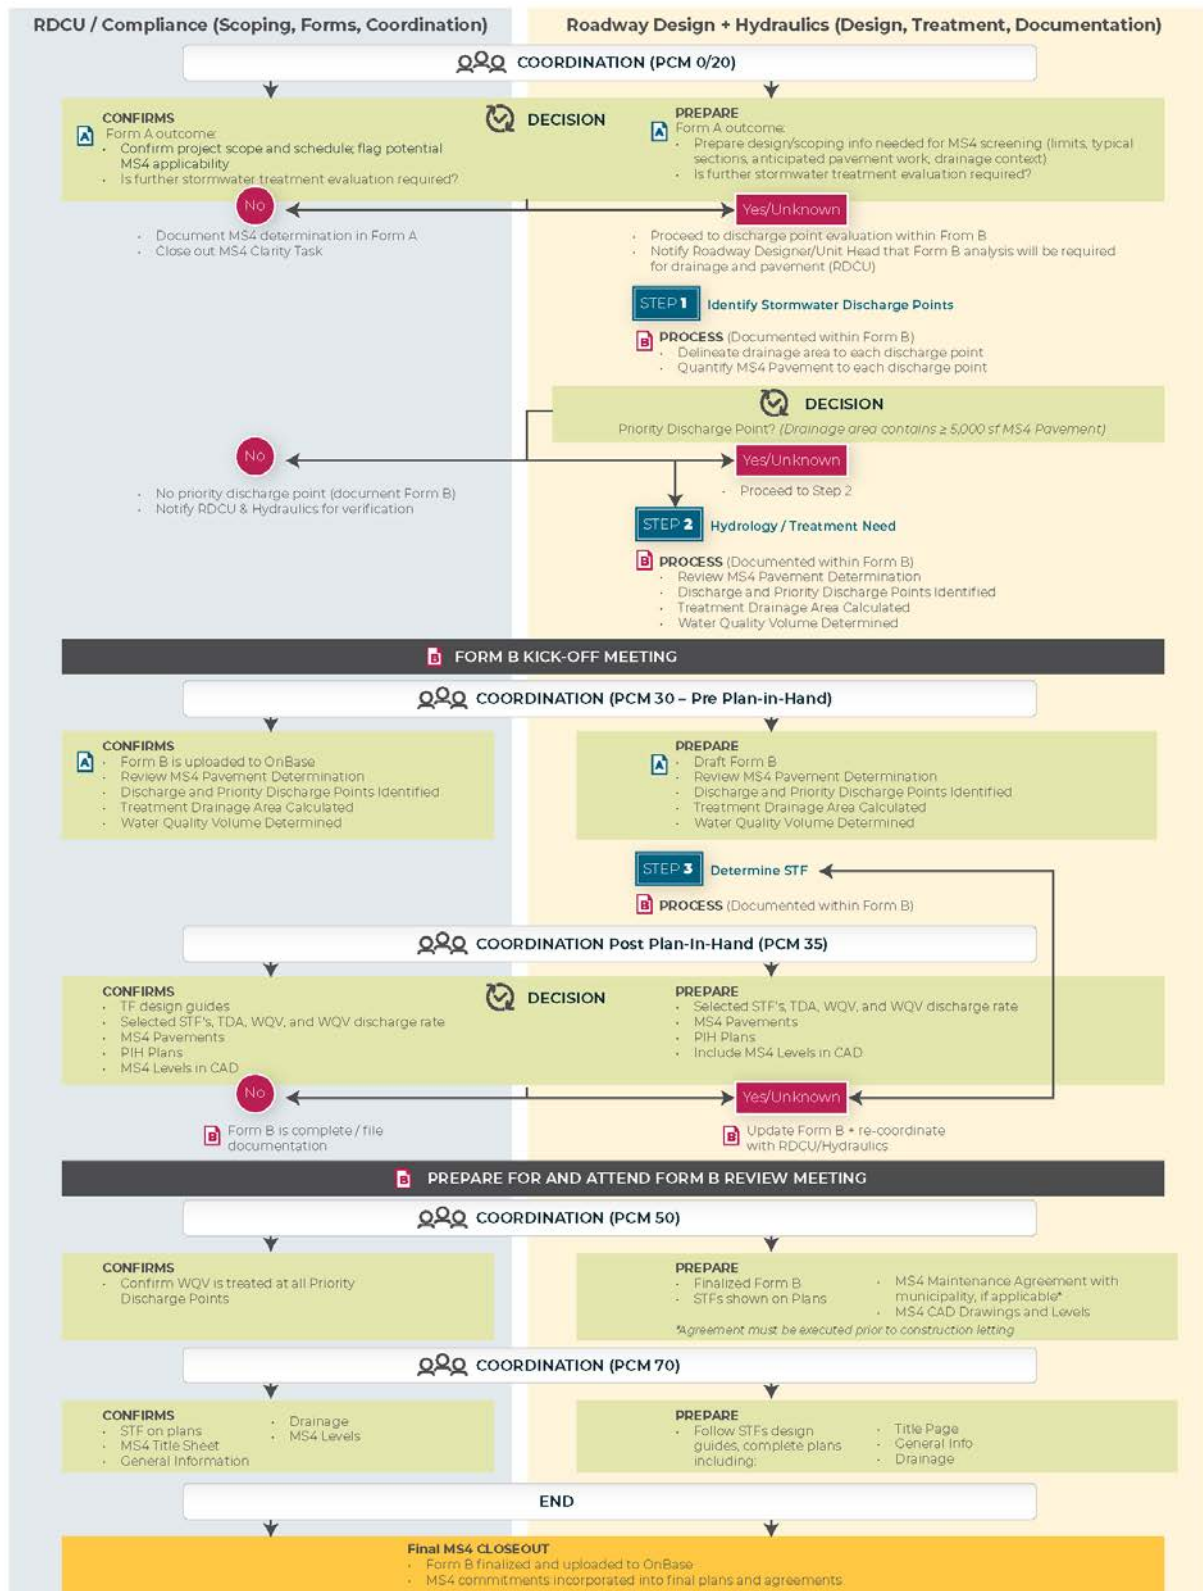 RDCU / Compliance (Scoping, Forms, Coordination)
Roadway Design + Hydraulics (Design, Treatment, Documentation)
COORDINATION (PCM 0/20)
CONFIRMS
A
Form A outcome:
• Confirm project scope and schedule; flag potential
MS4 applicability
• Is further stormwater treatment evaluation required?
DECISION
PREPARE
A
Form A outcome:
• Prepare design/scoping info needed for MS4 screening (limits, typical
sections, anticipated pavement work, drainage context)
• Is further stormwater treatment evaluation required?
No
• Document MS4 determination in Form A
• Close out MS4 Clarity Task
Yes/Unknown
• Proceed to discharge point evaluation within From B
• Notify Roadway Designer/Unit Head that Form B analysis will be required
for drainage and pavement (RDCU)
STEP 1 Identify Stormwater Discharge Points
B PROCESS (Documented within Form B)
• Delineate drainage area to each discharge point
• Quantify MS4 Pavement to each discharge point
DECISION
Priority Discharge Point? (Drainage area contains ≥ 5,000 sf MS4 Pavement)
No
• No priority discharge point (document Form B)
• Notify RDCU & Hydraulics for verification
Yes/Unknown
• Proceed to Step 2
STEP 2 Hydrology / Treatment Need
B PROCESS (Documented within Form B)
• Review MS4 Pavement Determination
• Discharge and Priority Discharge Points Identified
• Treatment Drainage Area Calculated
• Water Quality Volume Determined
B FORM B KICK-OFF MEETING
COORDINATION (PCM 30 – Pre Plan-in-Hand)
CONFIRMS
A
• Form B is uploaded to OnBase
• Review MS4 Pavement Determination
• Discharge and Priority Discharge Points Identified
• Treatment Drainage Area Calculated
• Water Quality Volume Determined
PREPARE
A
• Draft Form B
• Review MS4 Pavement Determination
• Discharge and Priority Discharge Points Identified
• Treatment Drainage Area Calculated
• Water Quality Volume Determined
STEP 3 Determine STF
B PROCESS (Documented within Form B)
COORDINATION Post Plan-In-Hand (PCM 35)
CONFIRMS
• TF design guides
• Selected STF's, TDA, WQV, and WQV discharge rate
• MS4 Pavements
• PIH Plans
• MS4 Levels in CAD
DECISION
PREPARE
• Selected STF's, TDA, WQV, and WQV discharge rate
• MS4 Pavements
• PIH Plans
• Include MS4 Levels in CAD
No
B Form B is complete / file
documentation
Yes/Unknown
B Update Form B + re-coordinate
with RDCU/Hydraulics
B PREPARE FOR AND ATTEND FORM B REVIEW MEETING
COORDINATION (PCM 50)
CONFIRMS
• Confirm WQV is treated at all Priority
Discharge Points
PREPARE
• Finalized Form B
• STFs shown on Plans
• MS4 Maintenance Agreement with
municipality, if applicable*
• MS4 CAD Drawings and Levels
*Agreement must be executed prior to construction letting
COORDINATION (PCM 70)
CONFIRMS
• STF on plans
• MS4 Title Sheet
• General Information
• Drainage
• MS4 Levels
PREPARE
• Follow STFs design
guides, complete plans
including:
• Title Page
• General Info
• Drainage
END
Final MS4 CLOSEOUT
• Form B finalized and uploaded to OnBase
• MS4 commitments incorporated into final plans and agreements